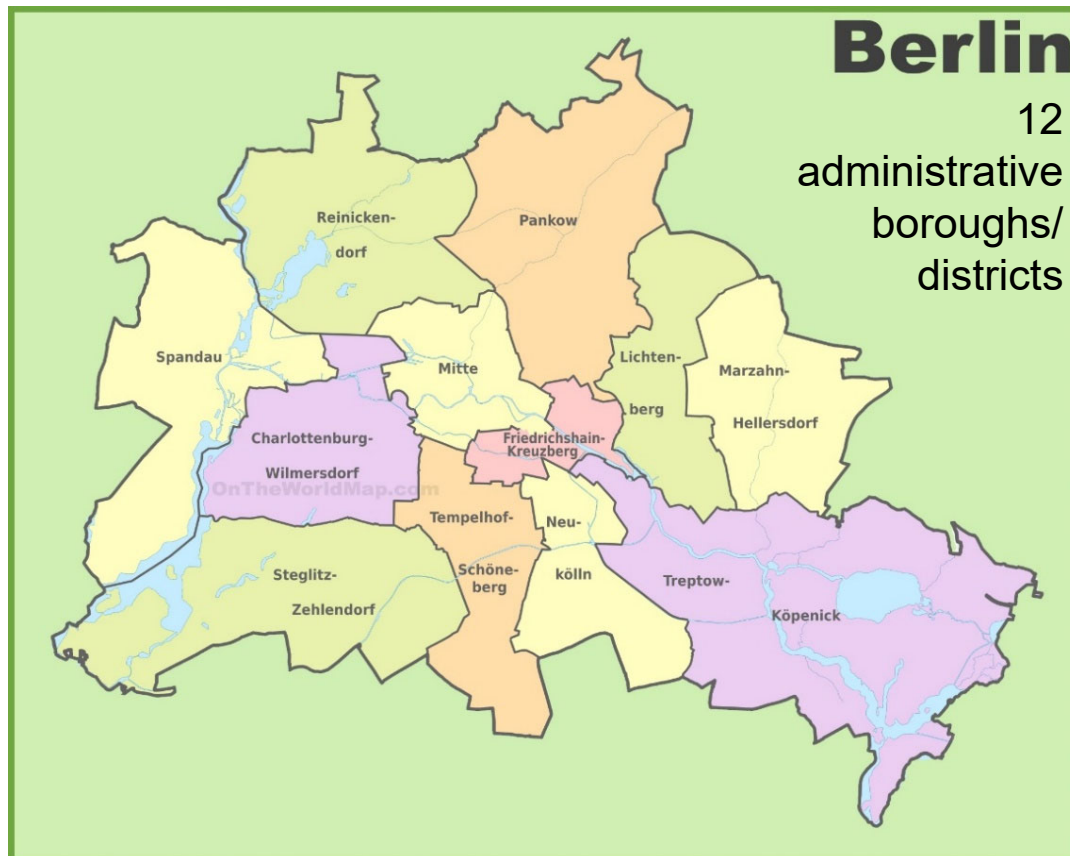 Berlin
12
administrative
boroughs/
districts
Reinicken-
dorf
Pankow
Spandau
Mitte
Lichten-
berg
Marzahn-
Hellersdorf
Charlottenburg-
Wilmersdorf
Friedrichshain-
Kreuzberg
OnTheWorldMap.com
Tempelhof-
Schöne-
berg
Neu-
kölln
Steglitz-
Zehlendorf
Treptow-
Köpenick